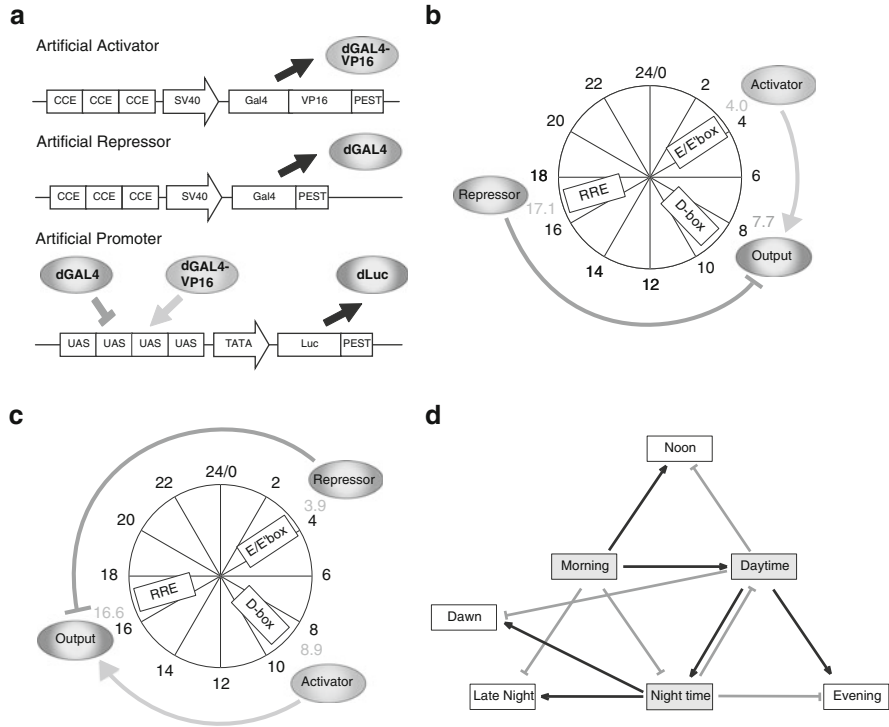 a
Artificial Activator
dGAL4-
VP16
CCE CCE CCE SV40 Gal4 VP16 PEST
Artificial Repressor
dGAL4
CCE CCE CCE SV40 Gal4 PEST
Artificial Promoter
dGAL4
dGAL4-
VP16
dLuc
UAS UAS UAS UAS TATA Luc PEST
b
24/0
2
4
6
8
10
12
14
16
18
20
22
Activator
4.0
E/E'box
Repressor
17.1
RRE
D-box
7.7
Output
c
24/0
2
4
6
8
10
12
14
16
18
20
22
Repressor
3.9
E/E'box
RRE
D-box
16.6
Output
8.9
Activator
d
Noon
Morning
Daytime
Dawn
Late Night
Night time
Evening